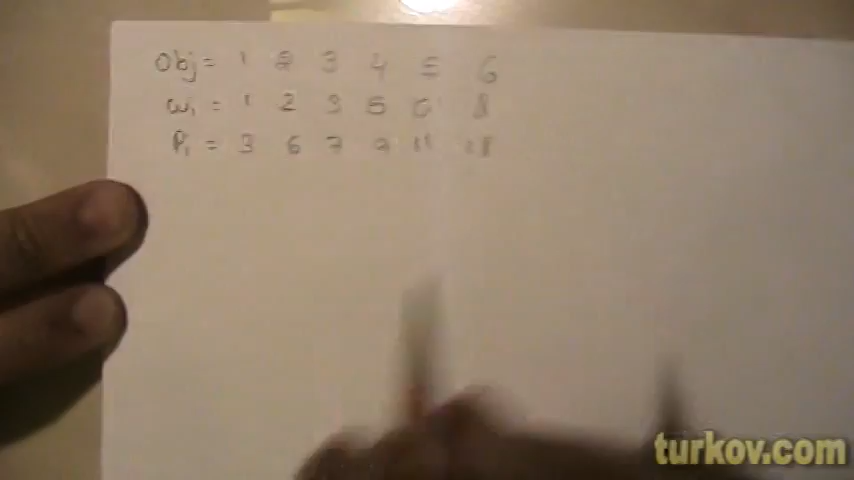 Obj = 1 2 3 4 5 6
wi = 1 2 3 5 6 8
Pi = 3 6 7 9 11 18
turkov.com